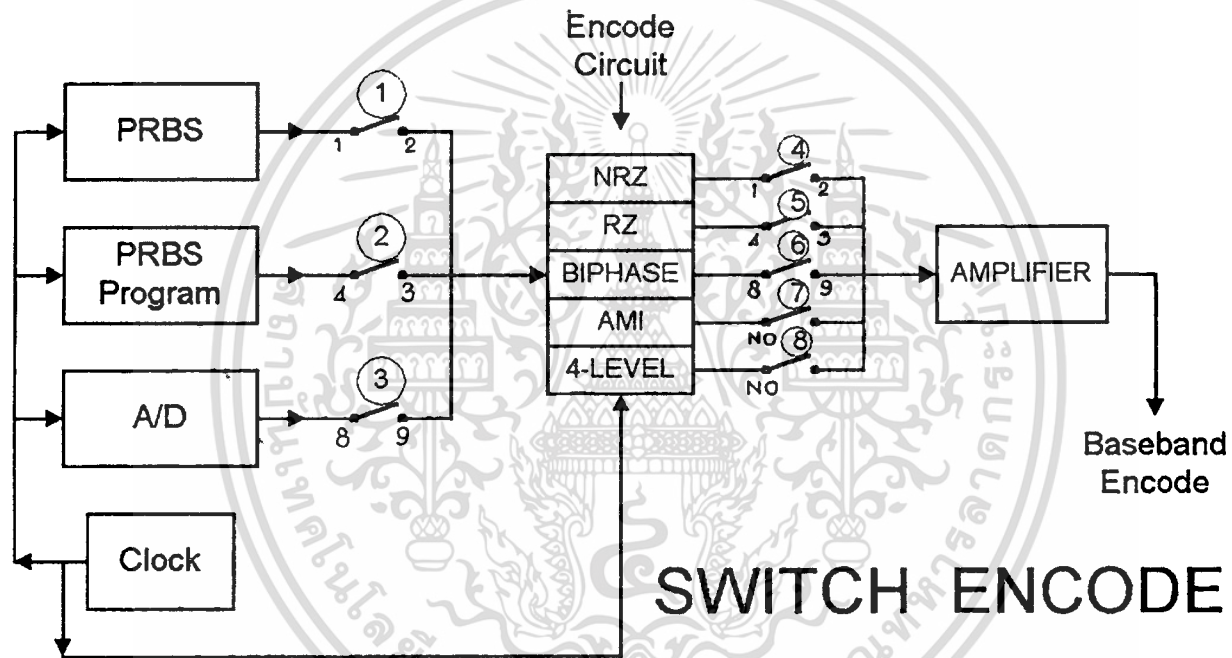 Encode
Circuit
PRBS
1
1
2
PRBS
Program
2
4
3
A/D
3
8
9
Clock
NRZ
RZ
BIPHASE
AMI
4-LEVEL
4
1
2
5
4
3
6
8
9
7
NO
8
NO
AMPLIFIER
Baseband
Encode
SWITCH ENCODE